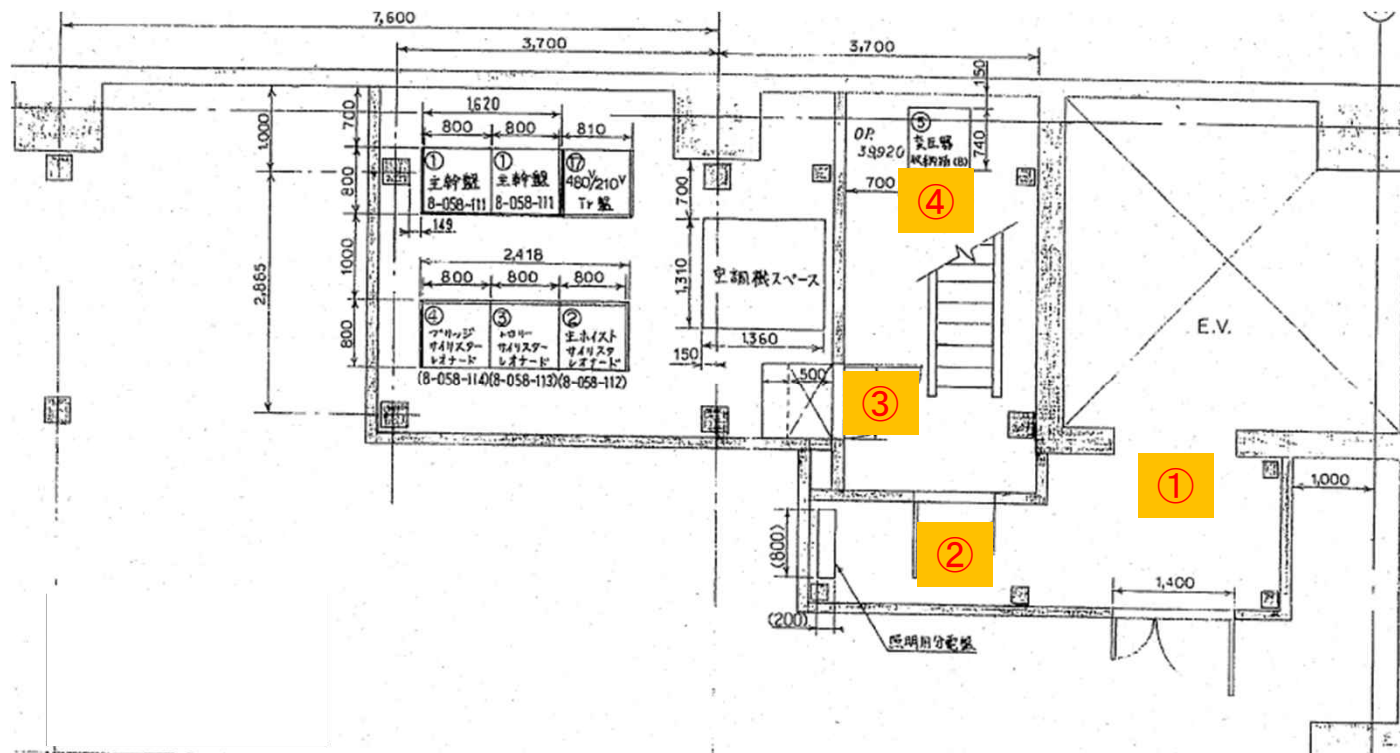 7,600
3,700
3,700
150
1,000
700
1,620
800
800
810
740
⑤
変圧器
収納箱(B)
O.P.
38,920
①
主幹盤
8-058-111
①
主幹盤
8-058-111
⑰
480V/210V
Tr盤
800
700
700
④
149
1000
2,865
2,418
800
800
800
1,310
空調機スペース
E.V.
④
ブリッジ
サイリスター
レオナード
③
トロリー
サイリスター
レオナード
②
主ホイスト
サイリスタ
レオナード
800
1,360
150
(8-058-114)
(8-058-113)
(8-058-112)
500
③
①
1,000
(800)
②
1,400
(200)
照明用分電盤